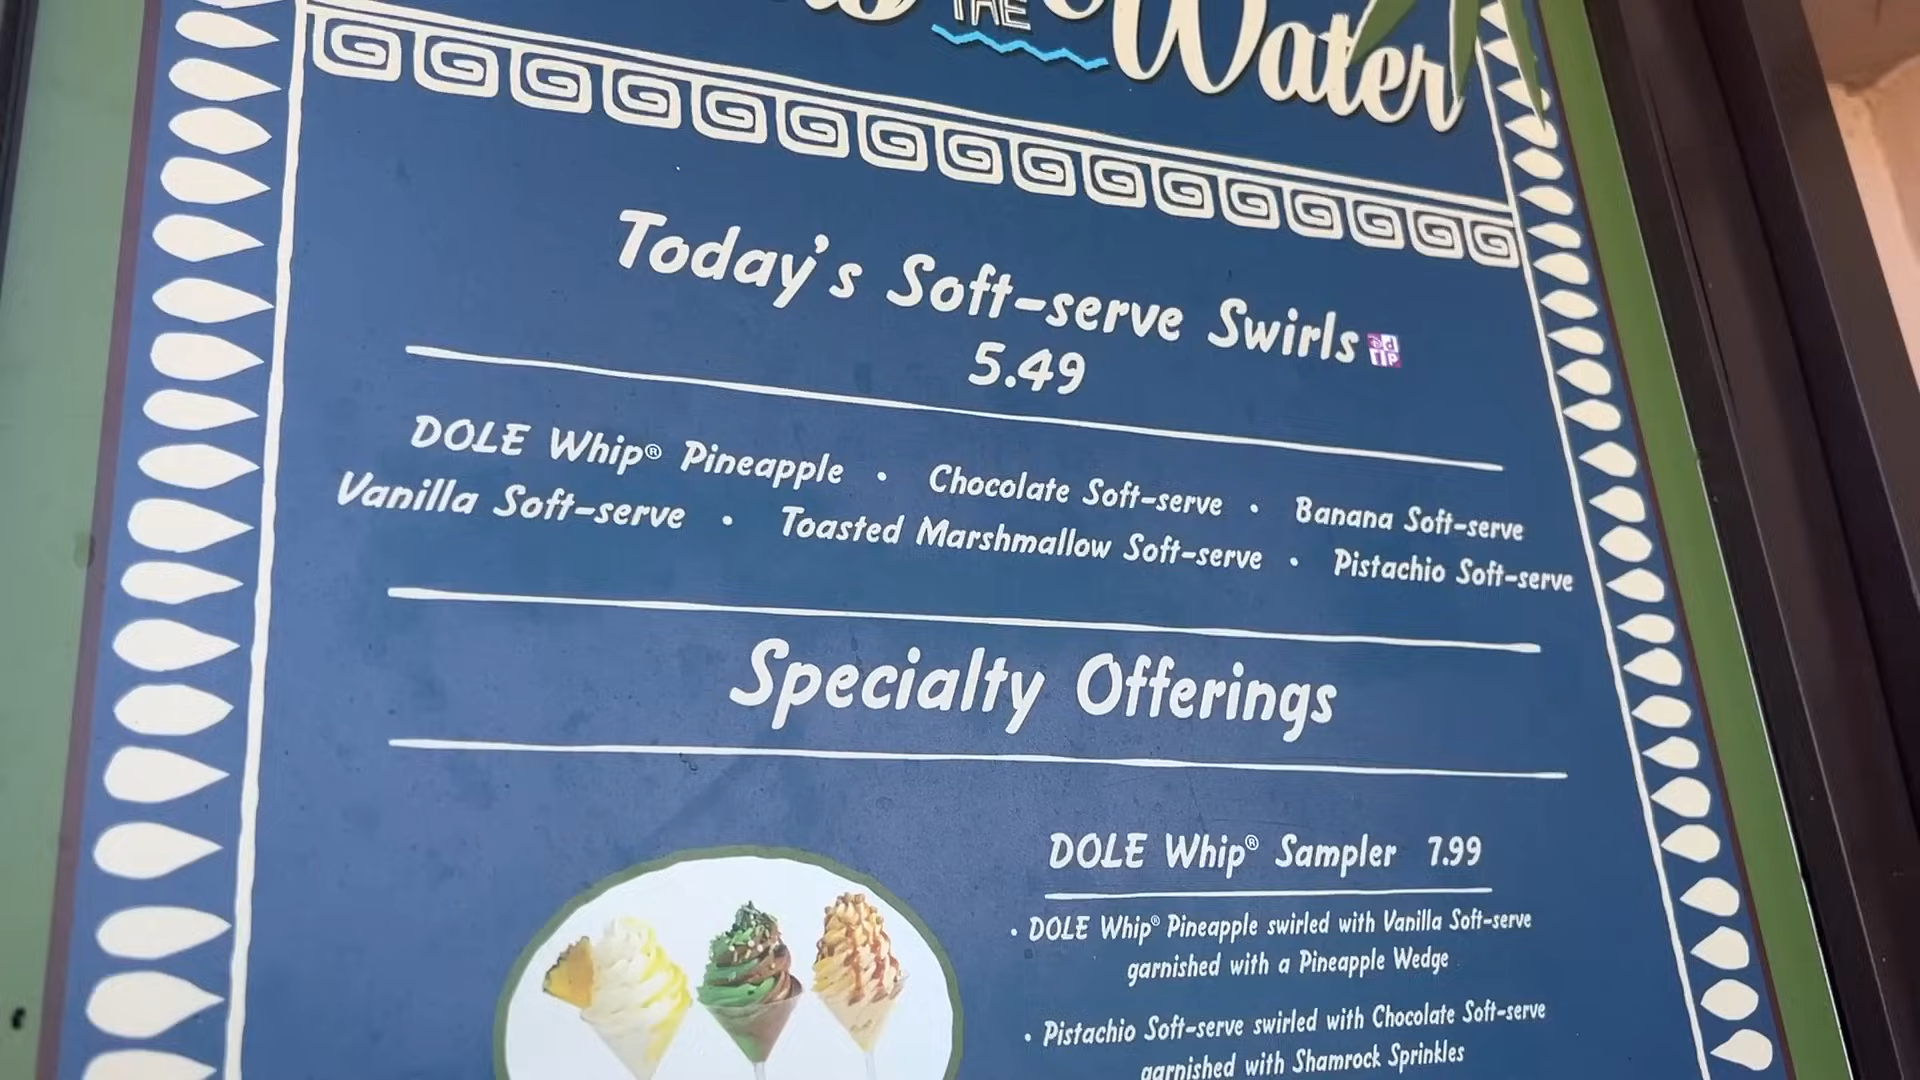 THE
Water
Today's Soft-serve Swirls
5.49
DOLE Whip® Pineapple • Chocolate Soft-serve • Banana Soft-serve
Vanilla Soft-serve • Toasted Marshmallow Soft-serve • Pistachio Soft-serve
Specialty Offerings
DOLE Whip® Sampler 7.99
• DOLE Whip® Pineapple swirled with Vanilla Soft-serve
garnished with a Pineapple Wedge
• Pistachio Soft-serve swirled with Chocolate Soft-serve
garnished with Shamrock Sprinkles